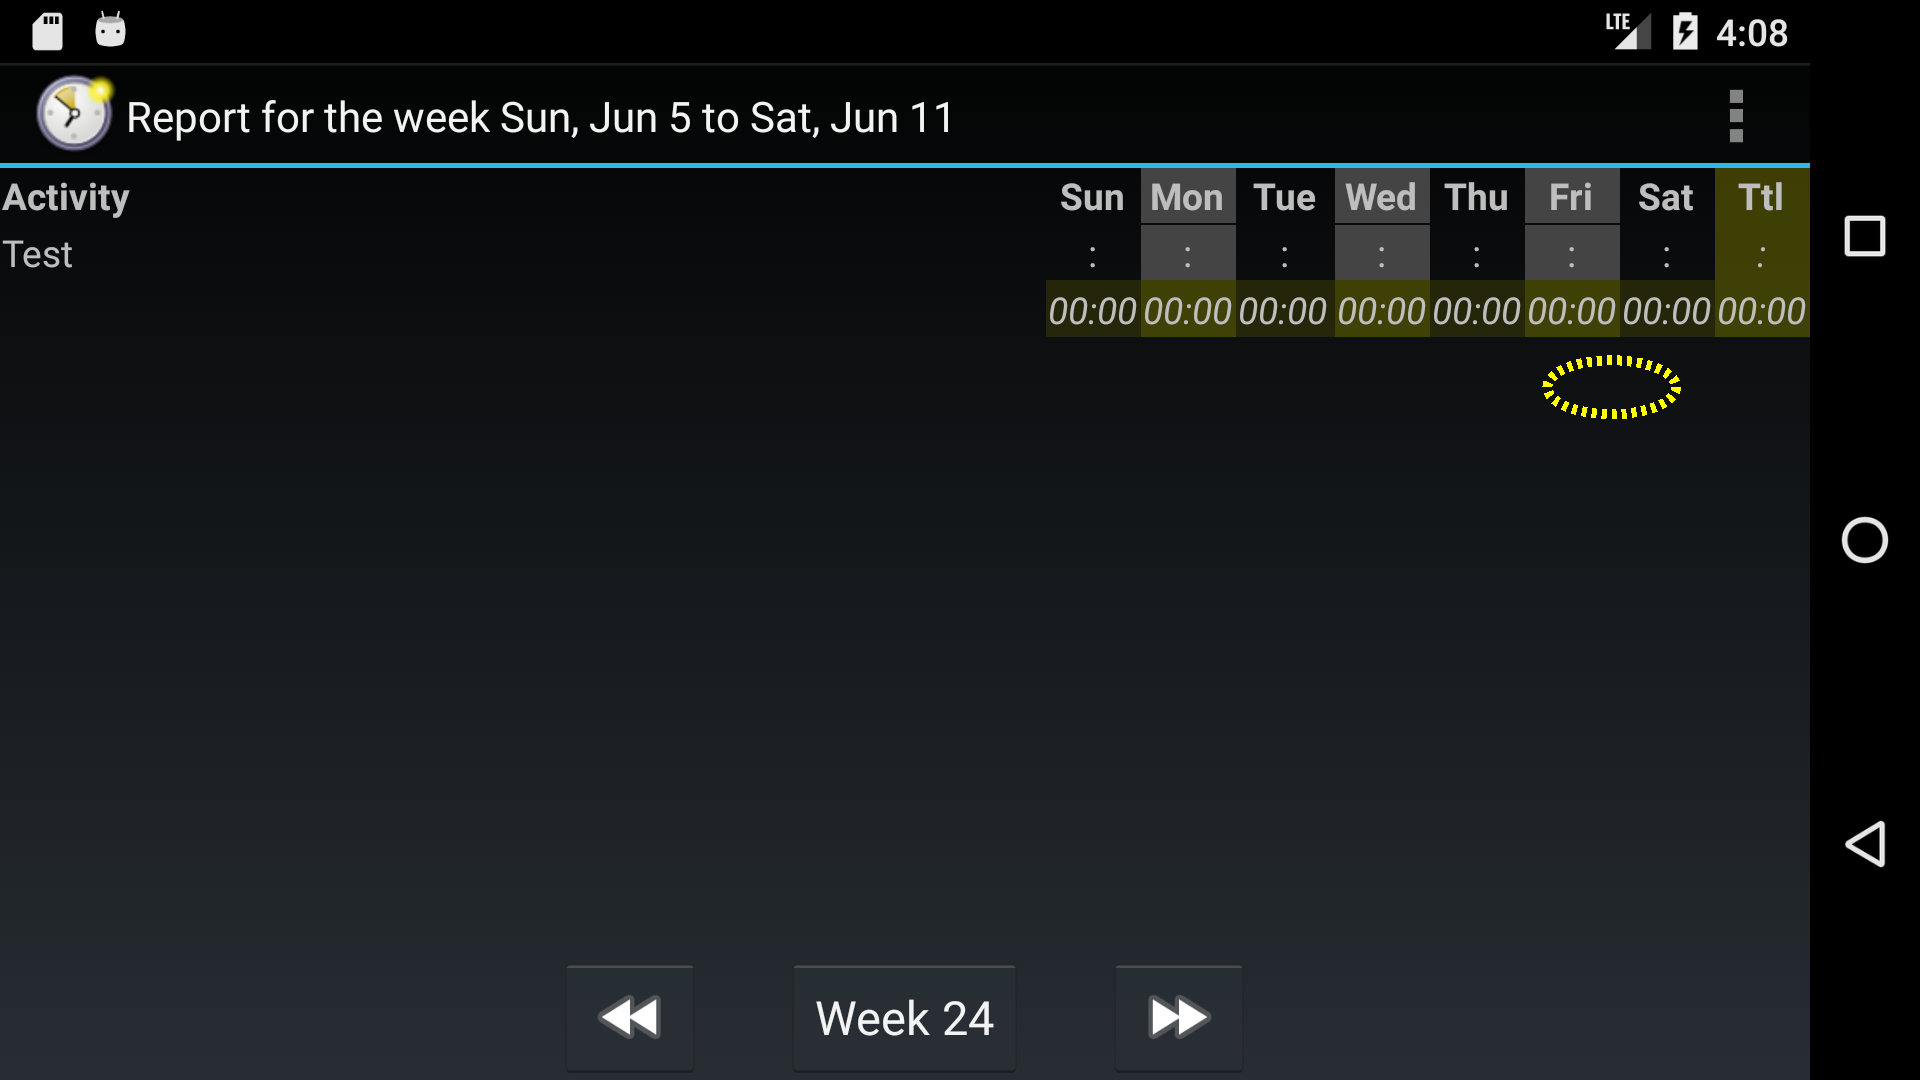 LTE 4:08
Report for the week Sun, Jun 5 to Sat, Jun 11
Activity Sun Mon Tue Wed Thu Fri Sat Ttl
Test : : : : : : : :
00:00 00:00 00:00 00:00 00:00 00:00 00:00 00:00
Week 24